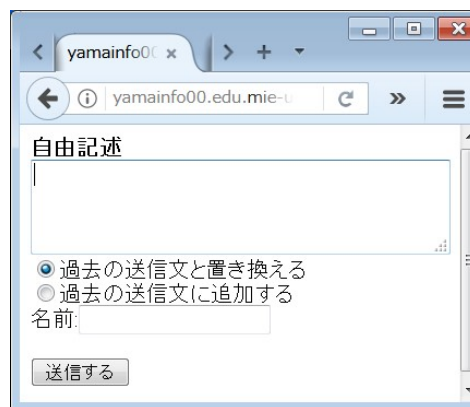 yamainfo0
yamainfo00.edu.mie-u
自由記述
過去の送信文と置き換える
過去の送信文に追加する
名前:
送信する